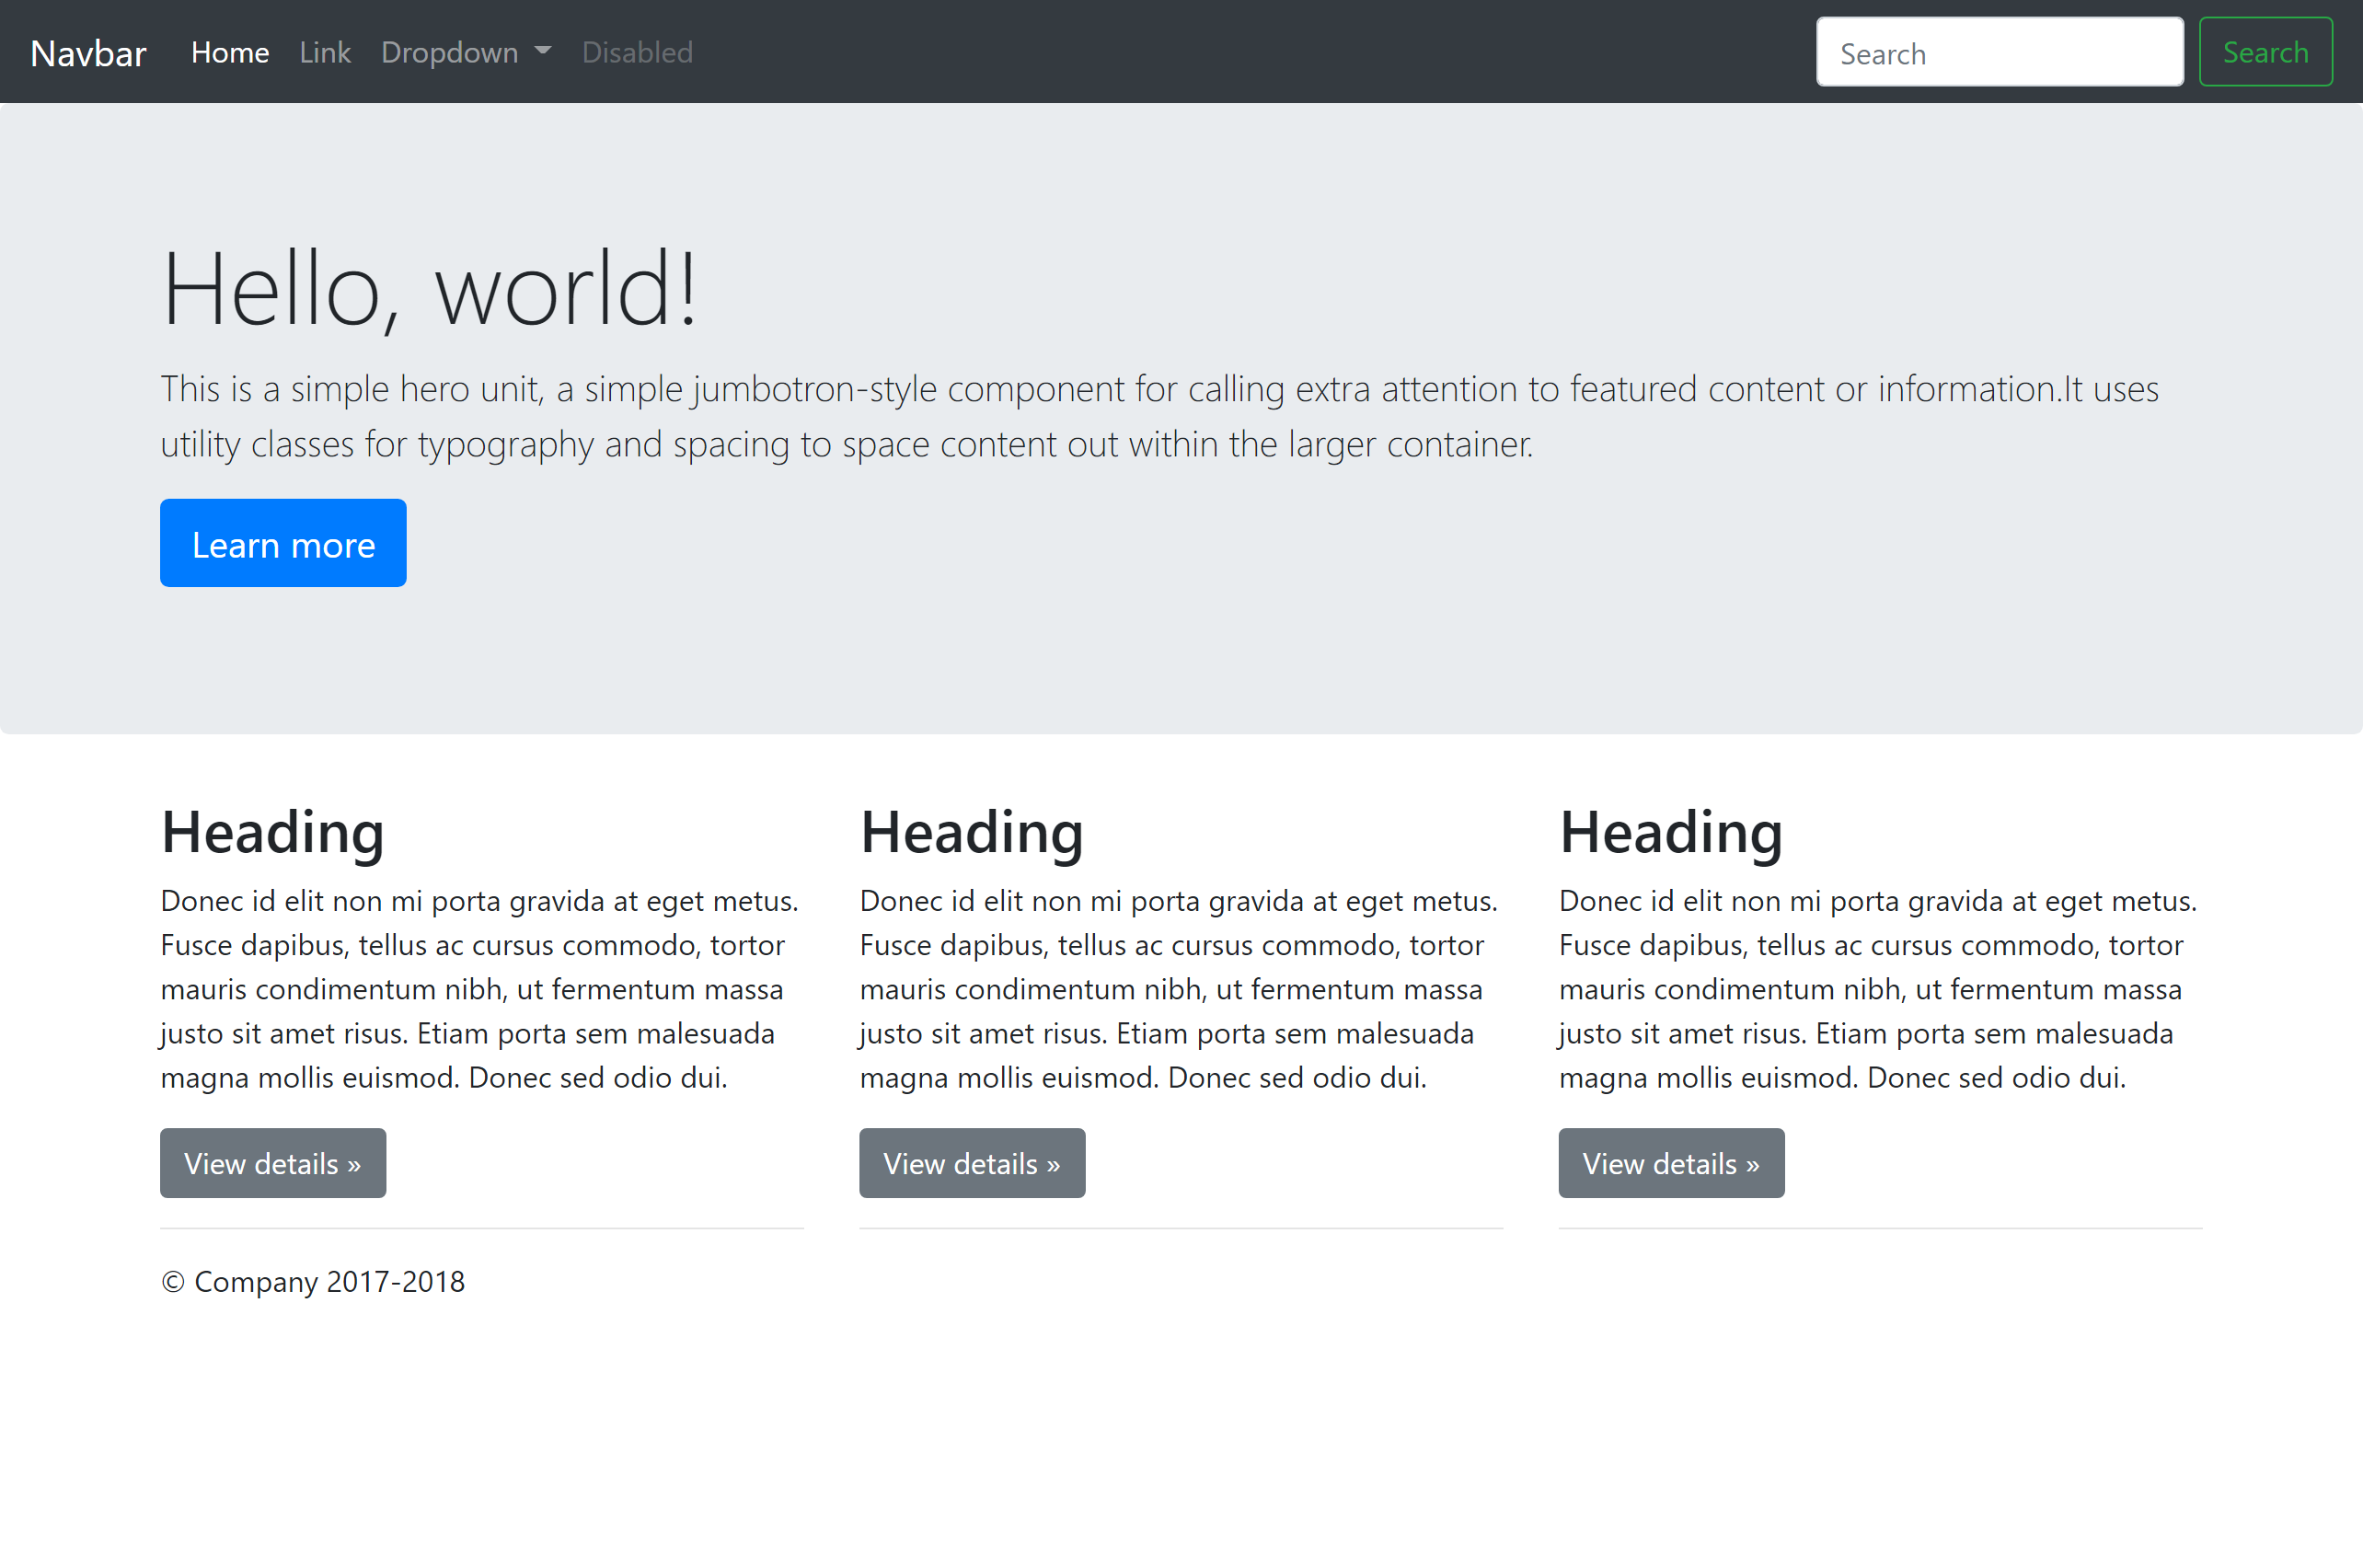 Navbar Home Link Dropdown Disabled Search Search
Hello, world!
This is a simple hero unit, a simple jumbotron-style component for calling extra attention to featured content or information.It uses
utility classes for typography and spacing to space content out within the larger container.
Learn more
Heading
Donec id elit non mi porta gravida at eget metus.
Fusce dapibus, tellus ac cursus commodo, tortor
mauris condimentum nibh, ut fermentum massa
justo sit amet risus. Etiam porta sem malesuada
magna mollis euismod. Donec sed odio dui.
View details »
Heading
Donec id elit non mi porta gravida at eget metus.
Fusce dapibus, tellus ac cursus commodo, tortor
mauris condimentum nibh, ut fermentum massa
justo sit amet risus. Etiam porta sem malesuada
magna mollis euismod. Donec sed odio dui.
View details »
Heading
Donec id elit non mi porta gravida at eget metus.
Fusce dapibus, tellus ac cursus commodo, tortor
mauris condimentum nibh, ut fermentum massa
justo sit amet risus. Etiam porta sem malesuada
magna mollis euismod. Donec sed odio dui.
View details »
© Company 2017-2018